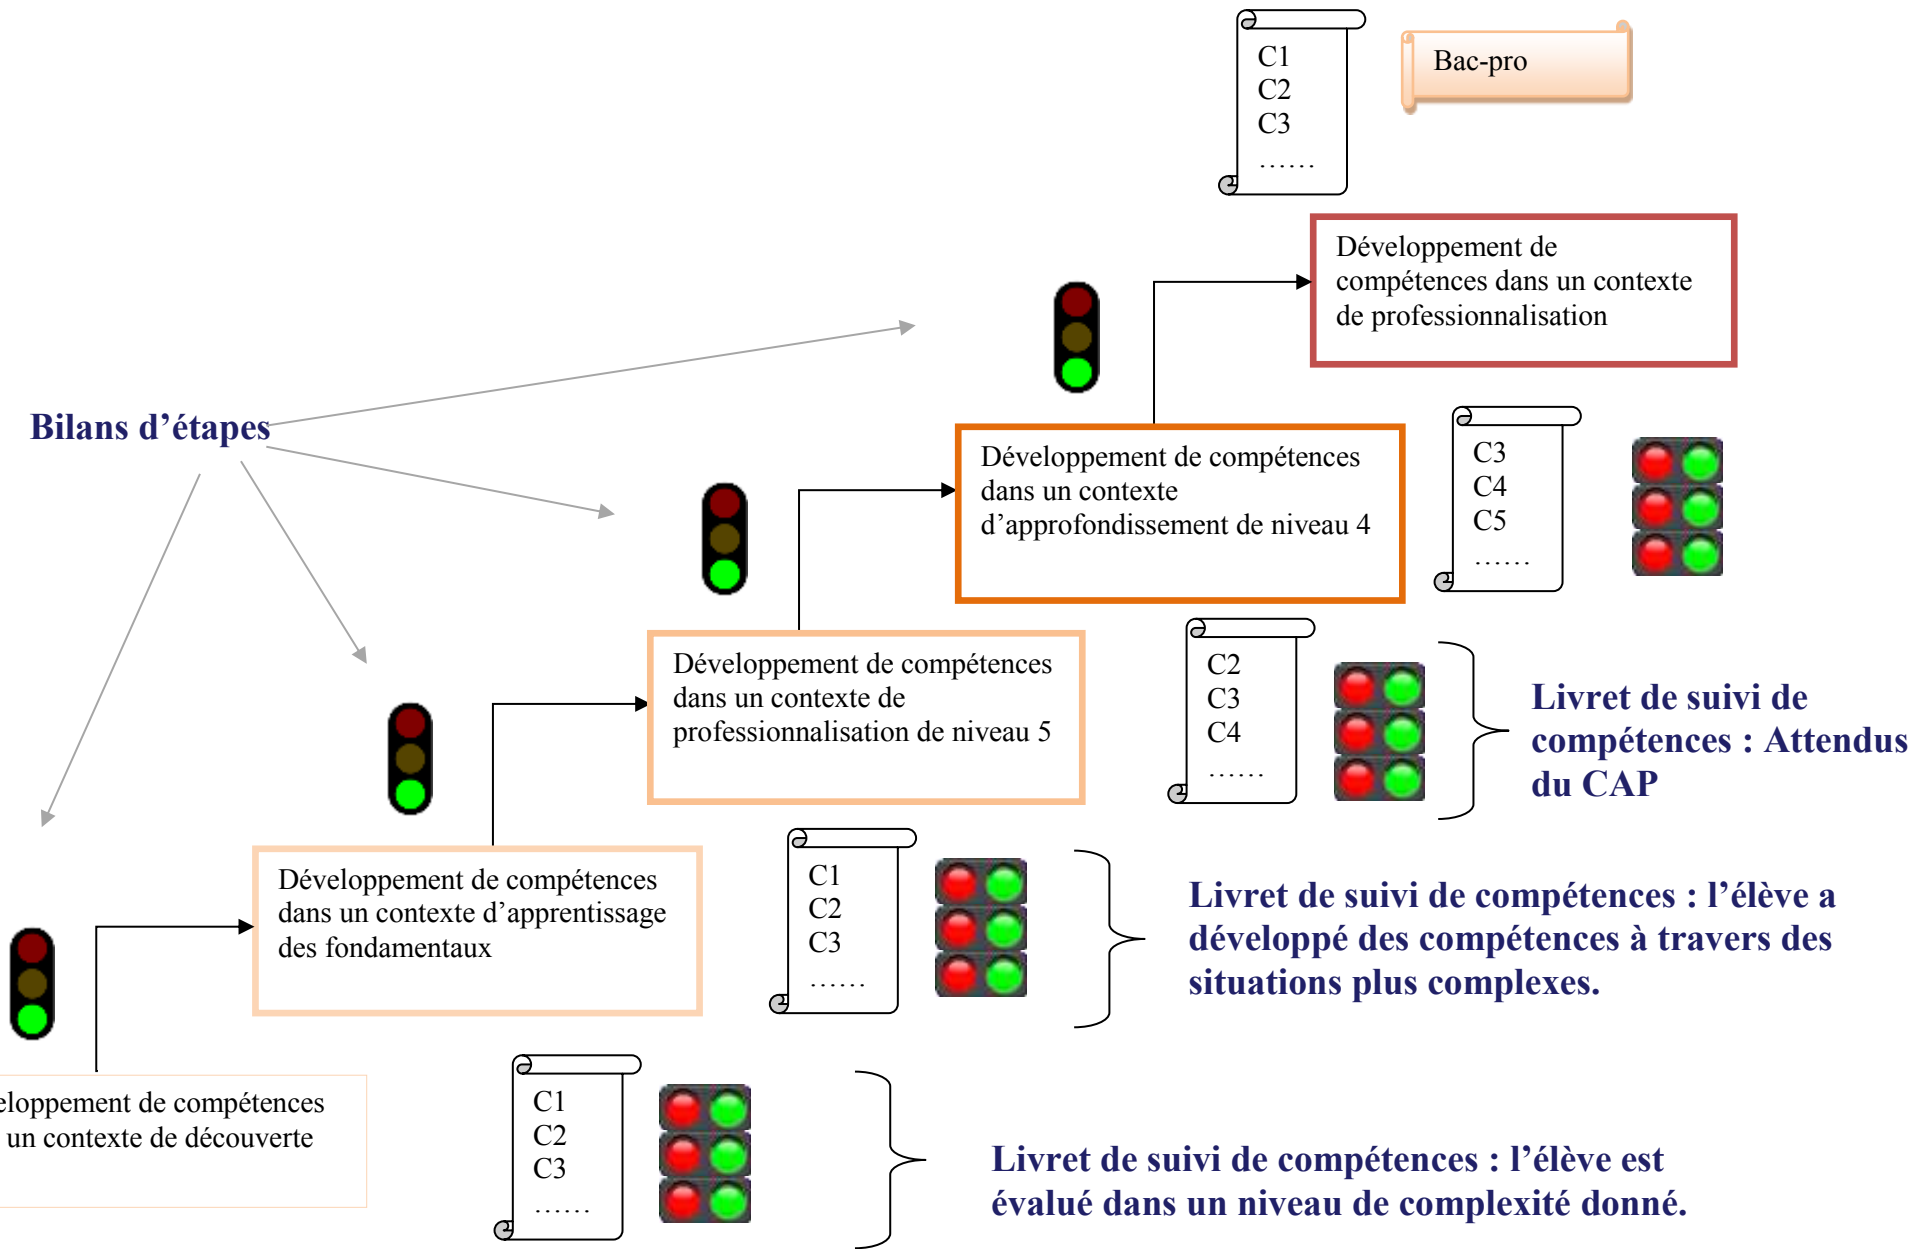 C1
C2
C3
......
Bac-pro
Développement de
compétences dans un contexte
de professionnalisation
Bilans d’étapes
Développement de compétences
dans un contexte
d’approfondissement de niveau 4
C3
C4
C5
......
Développement de compétences
dans un contexte de
professionnalisation de niveau 5
C2
C3
C4
......
Livret de suivi de
compétences : Attendus
du CAP
Développement de compétences
dans un contexte d’apprentissage
des fondamentaux
C1
C2
C3
......
Livret de suivi de compétences : l’élève a
développé des compétences à travers des
situations plus complexes.
eloppement de compétences
un contexte de découverte
C1
C2
C3
......
Livret de suivi de compétences : l’élève est
évalué dans un niveau de complexité donné.